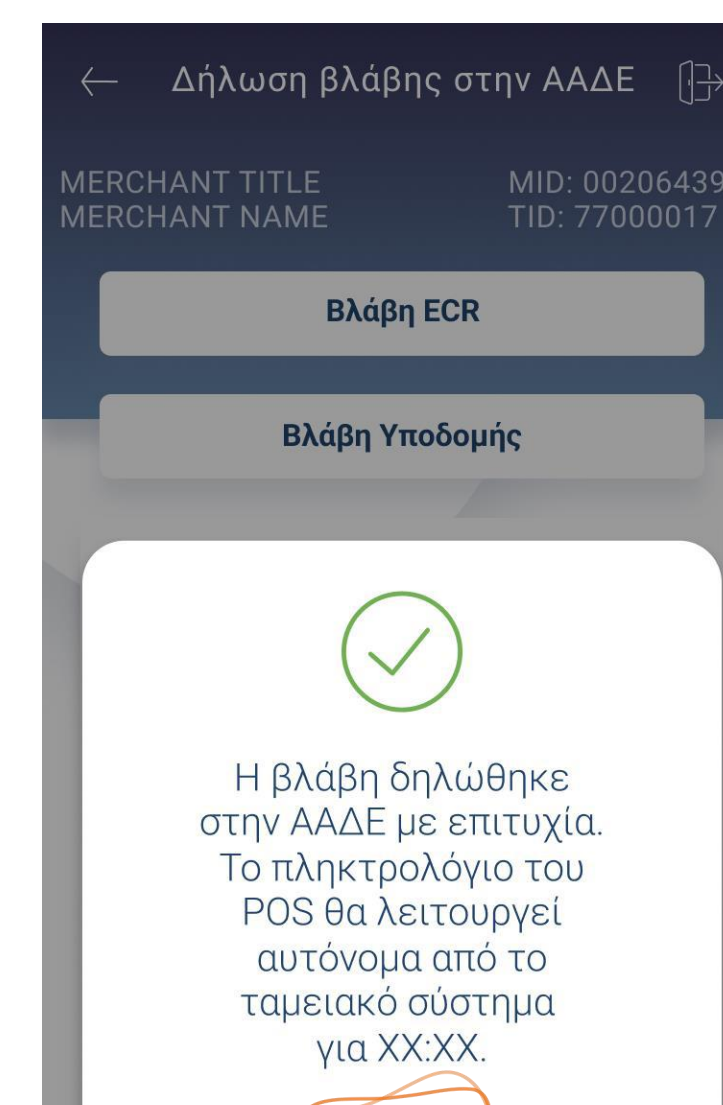 Δήλωση βλάβης στην ΑΑΔΕ
MERCHANT TITLE
MID: 00206439
MERCHANT NAME
TID: 77000017
Βλάβη ECR
Βλάβη Υποδομής
Η βλάβη δηλώθηκε
στην ΑΑΔΕ με επιτυχία.
Το πληκτρολόγιο του
POS θα λειτουργεί
αυτόνομα από το
ταμειακό σύστημα
για XX:XX.